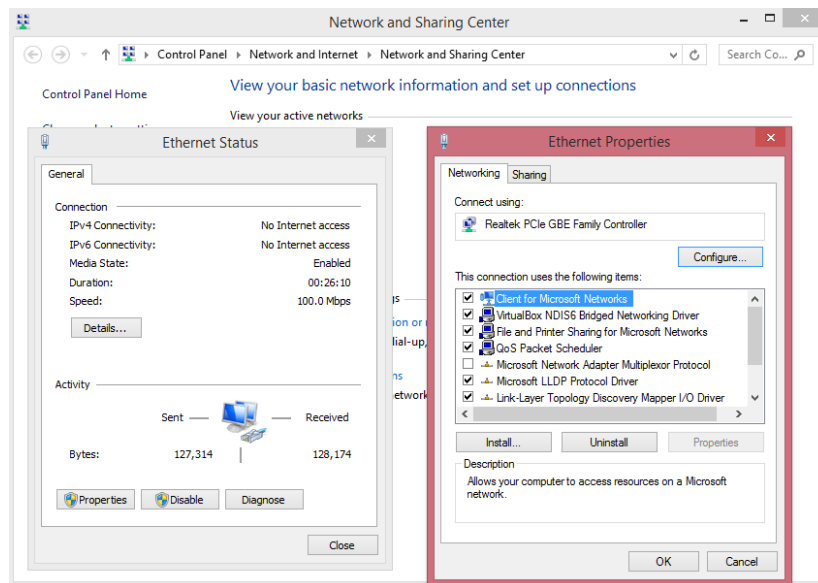 Network and Sharing Center
Control Panel Network and Internet Network and Sharing Center Search Co...
Control Panel Home
View your basic network information and set up connections
View your active networks
Ethernet Status
General
Connection
IPv4 Connectivity: No Internet access
IPv6 Connectivity: No Internet access
Media State: Enabled
Duration: 00:26:10
Speed: 100.0 Mbps
Details...
Activity
Sent Received
Bytes: 127,314 128,174
Properties Disable Diagnose
Close
Ethernet Properties
Networking Sharing
Connect using:
Realtek PCIe GBE Family Controller
Configure...
This connection uses the following items:
Client for Microsoft Networks
VirtualBox NDIS6 Bridged Networking Driver
File and Printer Sharing for Microsoft Networks
QoS Packet Scheduler
Microsoft Network Adapter Multiplexor Protocol
Microsoft LLDP Protocol Driver
Link-Layer Topology Discovery Mapper I/O Driver
Install... Uninstall Properties
Description
Allows your computer to access resources on a Microsoft
network.
OK Cancel